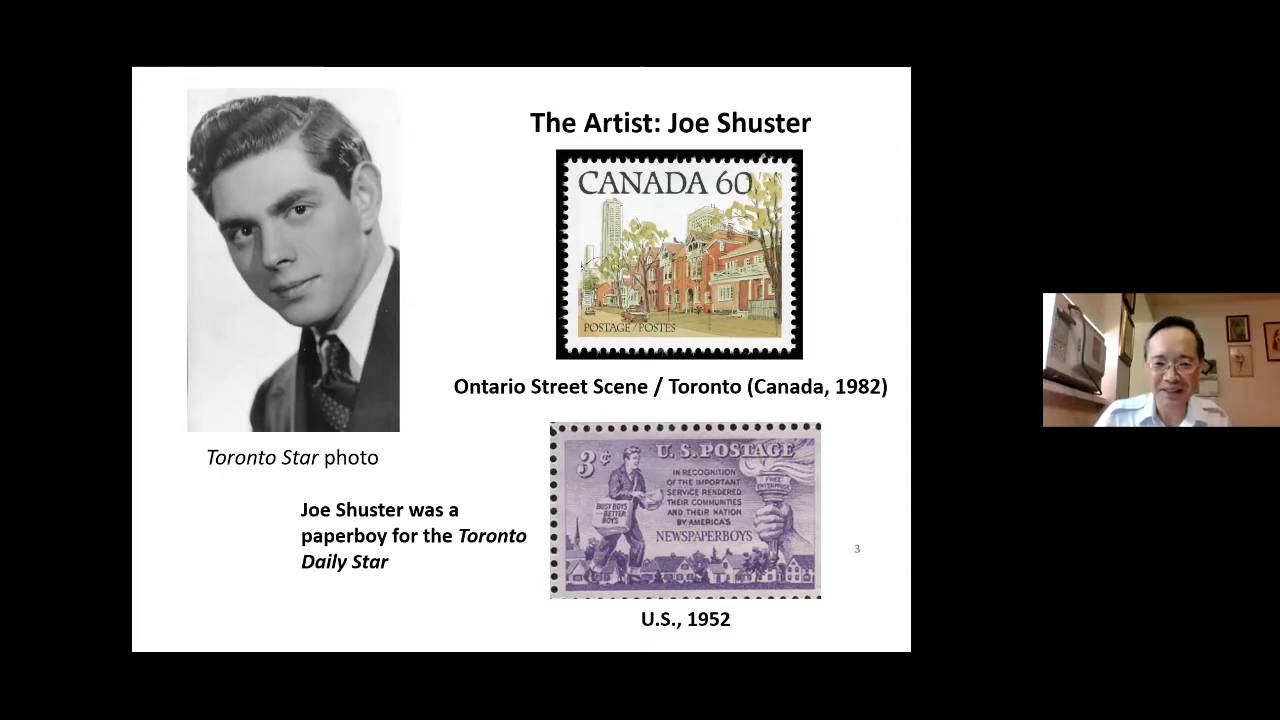 The Artist: Joe Shuster
CANADA 60
POSTAGE / POSTES
Ontario Street Scene / Toronto (Canada, 1982)
Toronto Star photo
Joe Shuster was a
paperboy for the Toronto
Daily Star
3¢ U.S. POSTAGE
IN RECOGNITION
OF THE IMPORTANT
SERVICE RENDERED
THEIR COMMUNITIES
AND THEIR NATION
BY AMERICA'S
NEWSPAPERBOYS
BUSY BOYS
BETTER
BOYS
FREE
ENTERPRISE
3
U.S., 1952